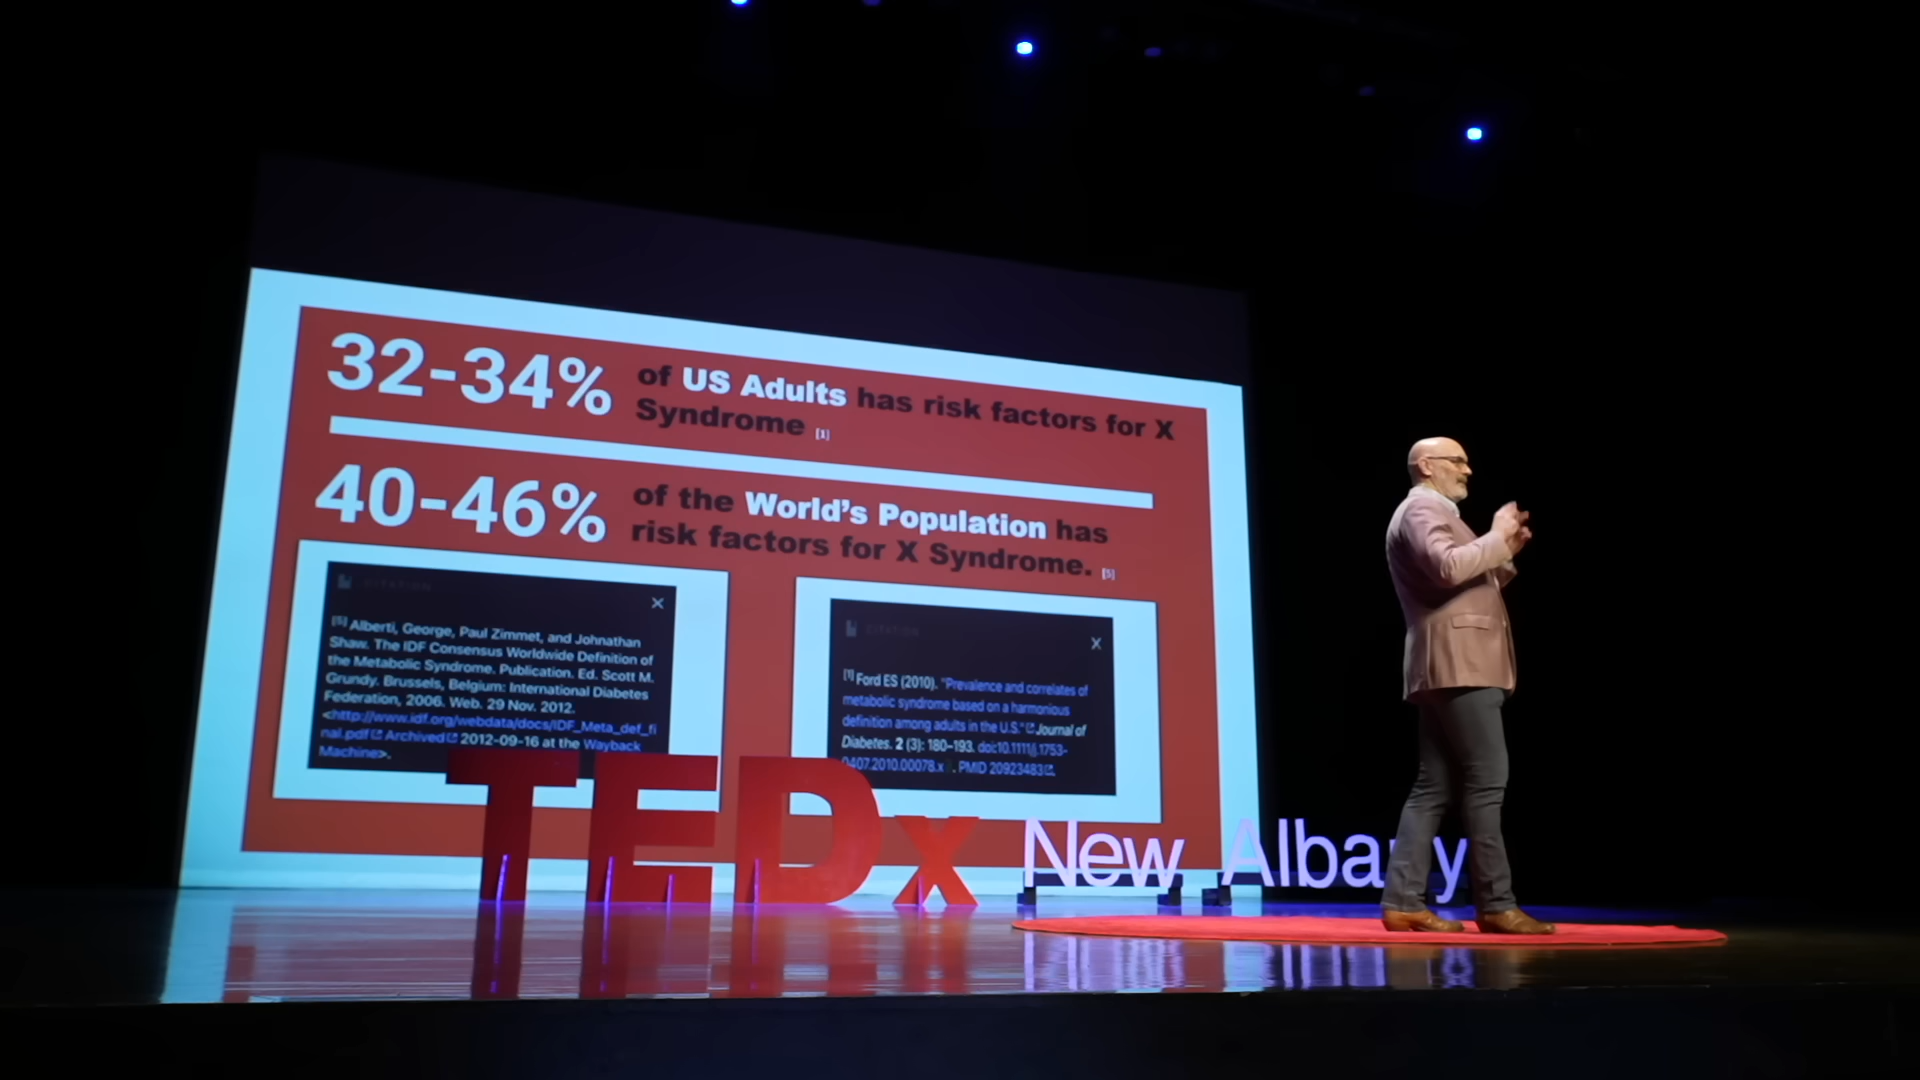 32-34%
of US Adults has risk factors for X
Syndrome [1]
40-46%
of the World's Population has
risk factors for X Syndrome. [5]
CITATION
[5] Alberti, George, Paul Zimmet, and Johnathan
Shaw. The IDF Consensus Worldwide Definition of
the Metabolic Syndrome. Publication. Ed. Scott M.
Grundy. Brussels, Belgium: International Diabetes
Federation, 2006. Web. 29 Nov. 2012.
<http://www.idf.org/webdata/docs/IDF_Meta_def_fi
nal.pdf Archived 2012-09-16 at the Wayback
Machine>.
CITATION
[1] Ford ES (2010). "Prevalence and correlates of
metabolic syndrome based on a harmonious
definition among adults in the U.S." Journal of
Diabetes. 2 (3): 180–193. doi:10.1111/j.1753-
0407.2010.00078.x . PMID 20923483.
TEDx New Albany